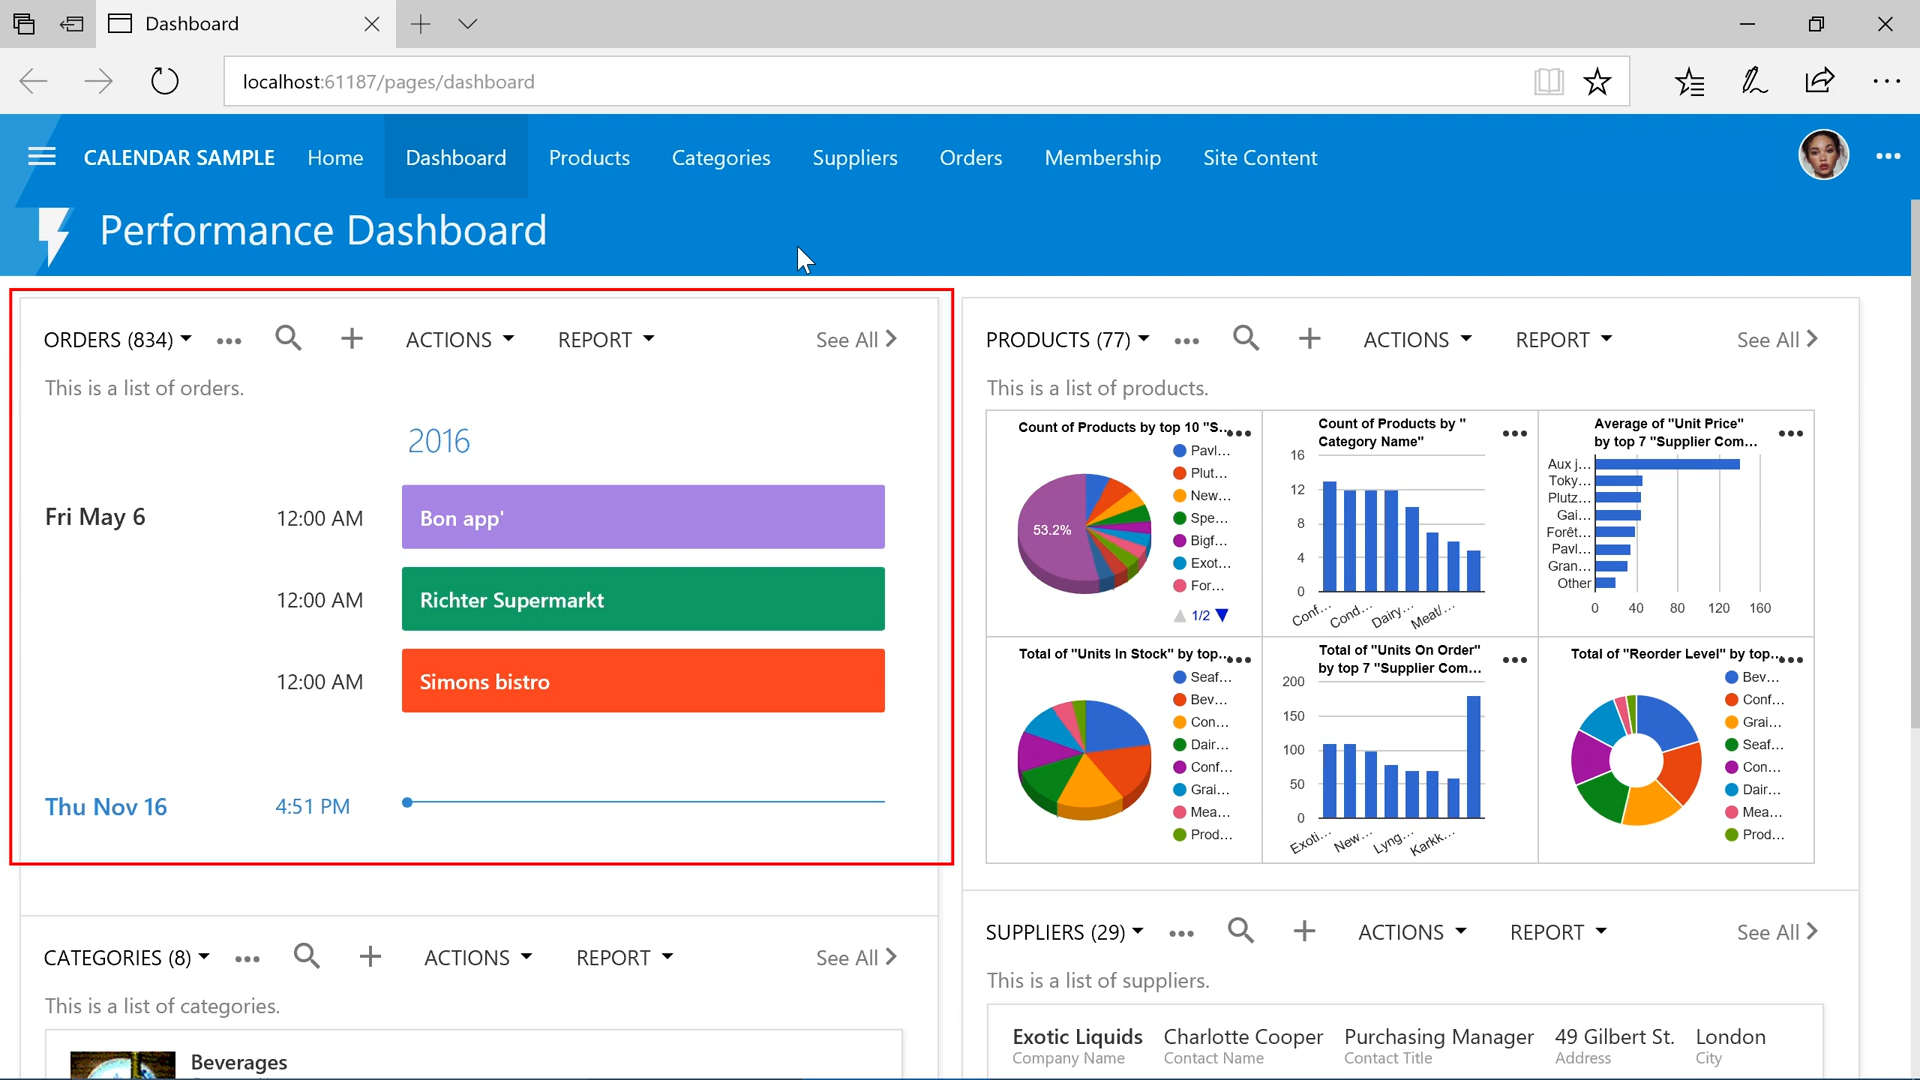 Dashboard
localhost:61187/pages/dashboard
CALENDAR SAMPLE Home Dashboard Products Categories Suppliers Orders Membership Site Content
Performance Dashboard
ORDERS (834) ACTIONS REPORT See All
This is a list of orders.
2016
Fri May 6 12:00 AM Bon app'
12:00 AM Richter Supermarkt
12:00 AM Simons bistro
Thu Nov 16 4:51 PM
CATEGORIES (8) ACTIONS REPORT See All
This is a list of categories.
Beverages
PRODUCTS (77) ACTIONS REPORT See All
This is a list of products.
Count of Products by top 10 "S...
Pavl...
Plut...
New...
Spe...
Bigf...
Exot...
For...
1/2
53.2%
Count of Products by "
Category Name"
16
12
8
4
0
Conf... Cond... Dairy... Meat/...
Average of "Unit Price"
by top 7 "Supplier Com...
Aux j...
Toky...
Plutz...
Gai...
Forêt...
Pavl...
Gran...
Other
0 40 80 120 160
Total of "Units In Stock" by top...
Seaf...
Bev...
Con...
Dair...
Conf...
Grai...
Mea...
Prod...
Total of "Units On Order"
by top 7 "Supplier Com...
200
150
100
50
0
Exoti... New... Lyng... Karkk...
Total of "Reorder Level" by top...
Bev...
Conf...
Grai...
Seaf...
Con...
Dair...
Mea...
Prod...
SUPPLIERS (29) ACTIONS REPORT See All
This is a list of suppliers.
Exotic Liquids Charlotte Cooper Purchasing Manager 49 Gilbert St. London
Company Name Contact Name Contact Title Address City